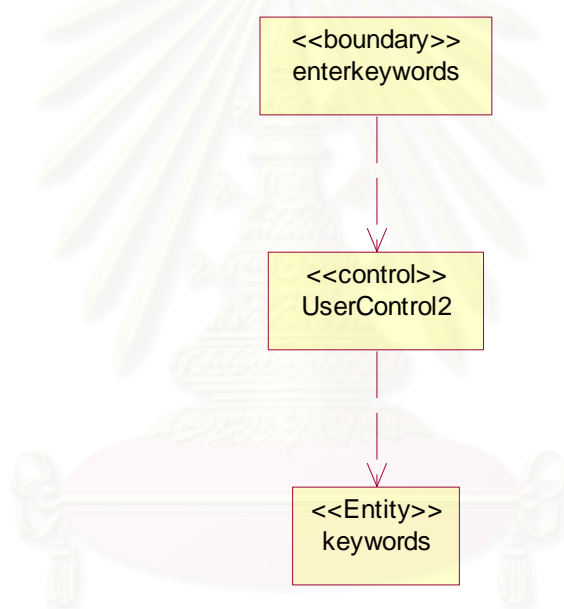 <<boundary>>
enterkeywords
<<control>>
UserControl2
<<Entity>>
keywords